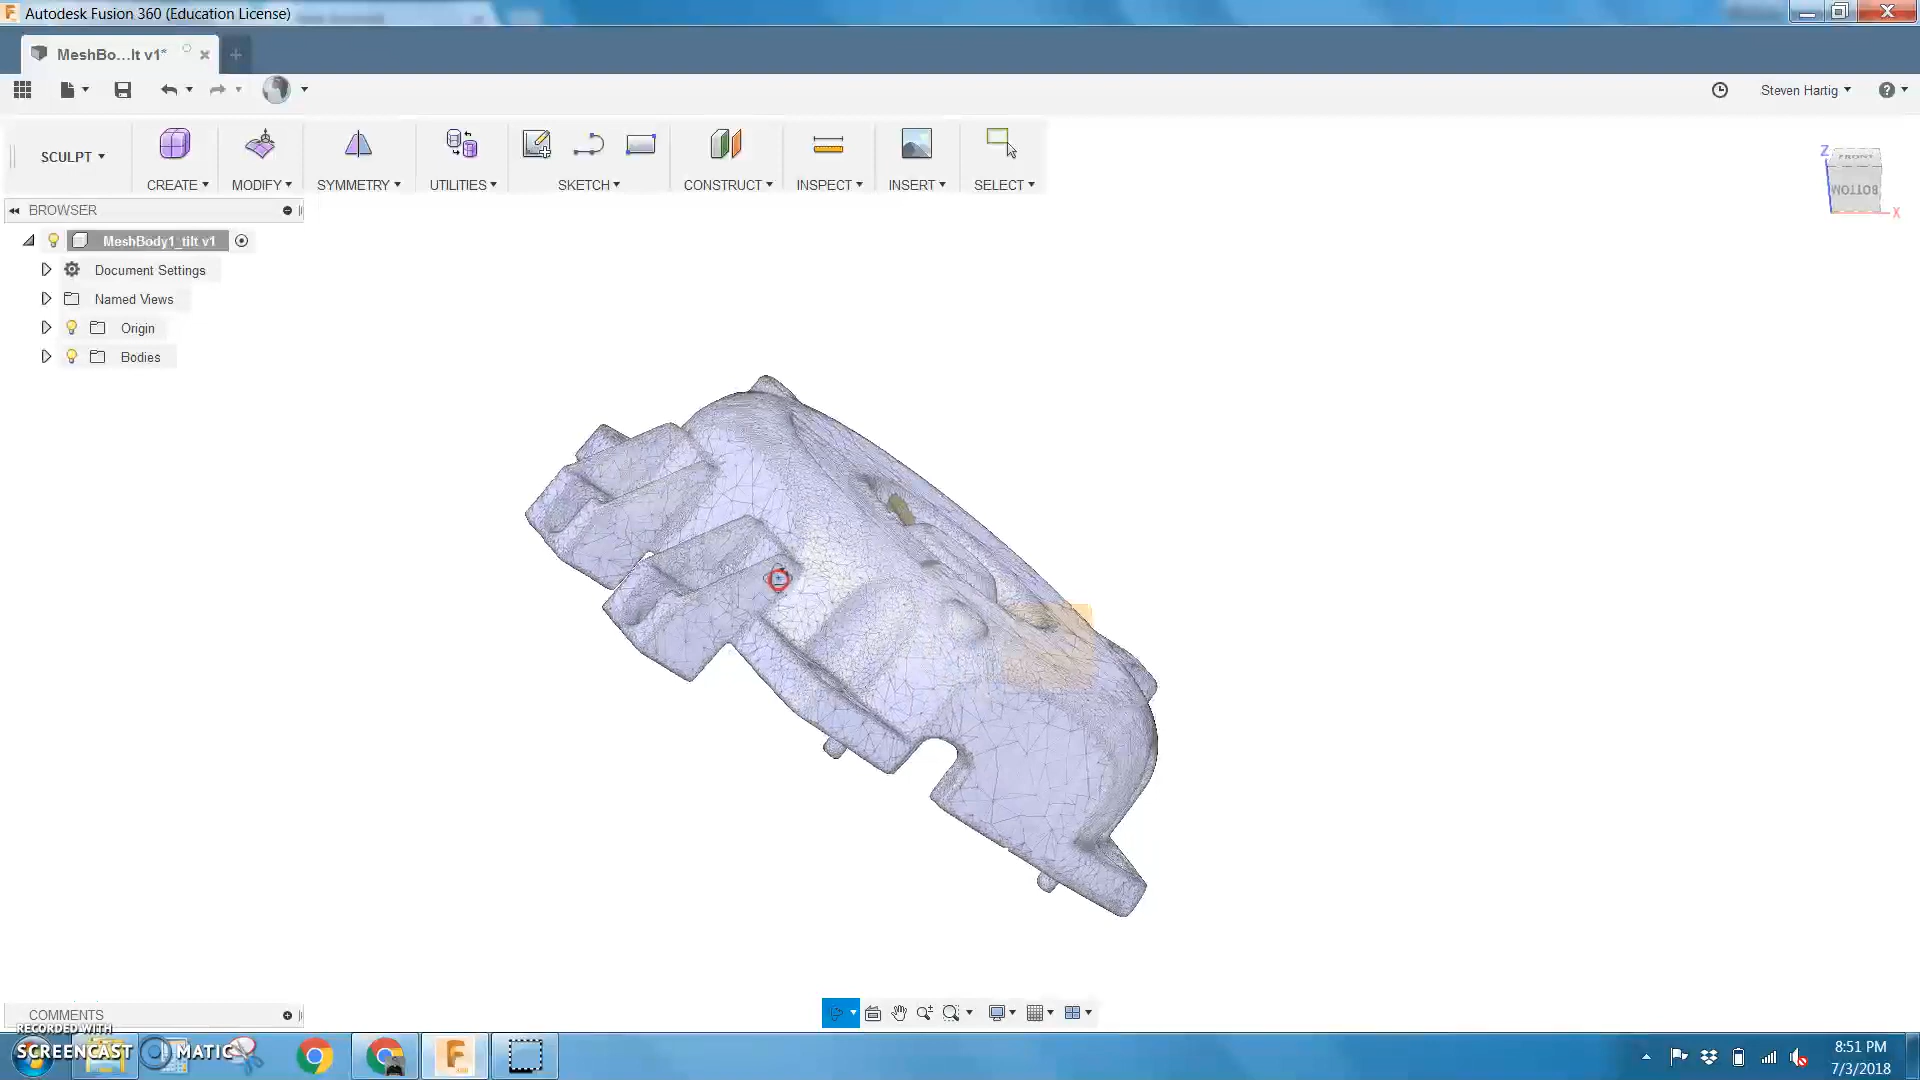 Autodesk Fusion 360 (Education License)
MeshBo...lt v1*
Steven Hartig
SCULPT
CREATE
MODIFY
SYMMETRY
UTILITIES
SKETCH
CONSTRUCT
INSPECT
INSERT
SELECT
Z
FRONT
BOTTOM
X
BROWSER
MeshBody1_tilt v1
Document Settings
Named Views
Origin
Bodies
COMMENTS
RECORDED WITH
SCREENCAST MATIC
8:51 PM
7/3/2018